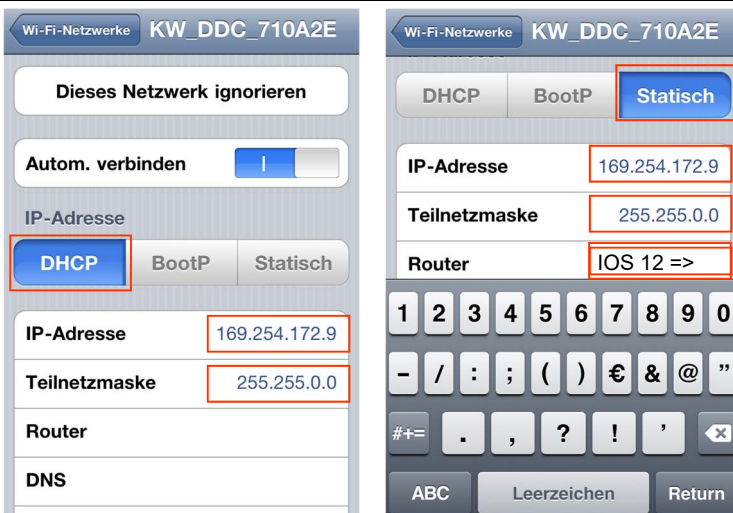 Wi-Fi-Netzwerke KW_DDC_710A2E
Dieses Netzwerk ignorieren
Autom. verbinden
IP-Adresse
DHCP BootP Statisch
IP-Adresse 169.254.172.9
Teilnetzmaske 255.255.0.0
Router
DNS
Wi-Fi-Netzwerke KW_DDC_710A2E
DHCP BootP Statisch
IP-Adresse 169.254.172.9
Teilnetzmaske 255.255.0.0
Router IOS 12 =>
1 2 3 4 5 6 7 8 9 0
- / : ; ( ) € & @ ”
#+= . , ? ! ’
ABC Leerzeichen Return